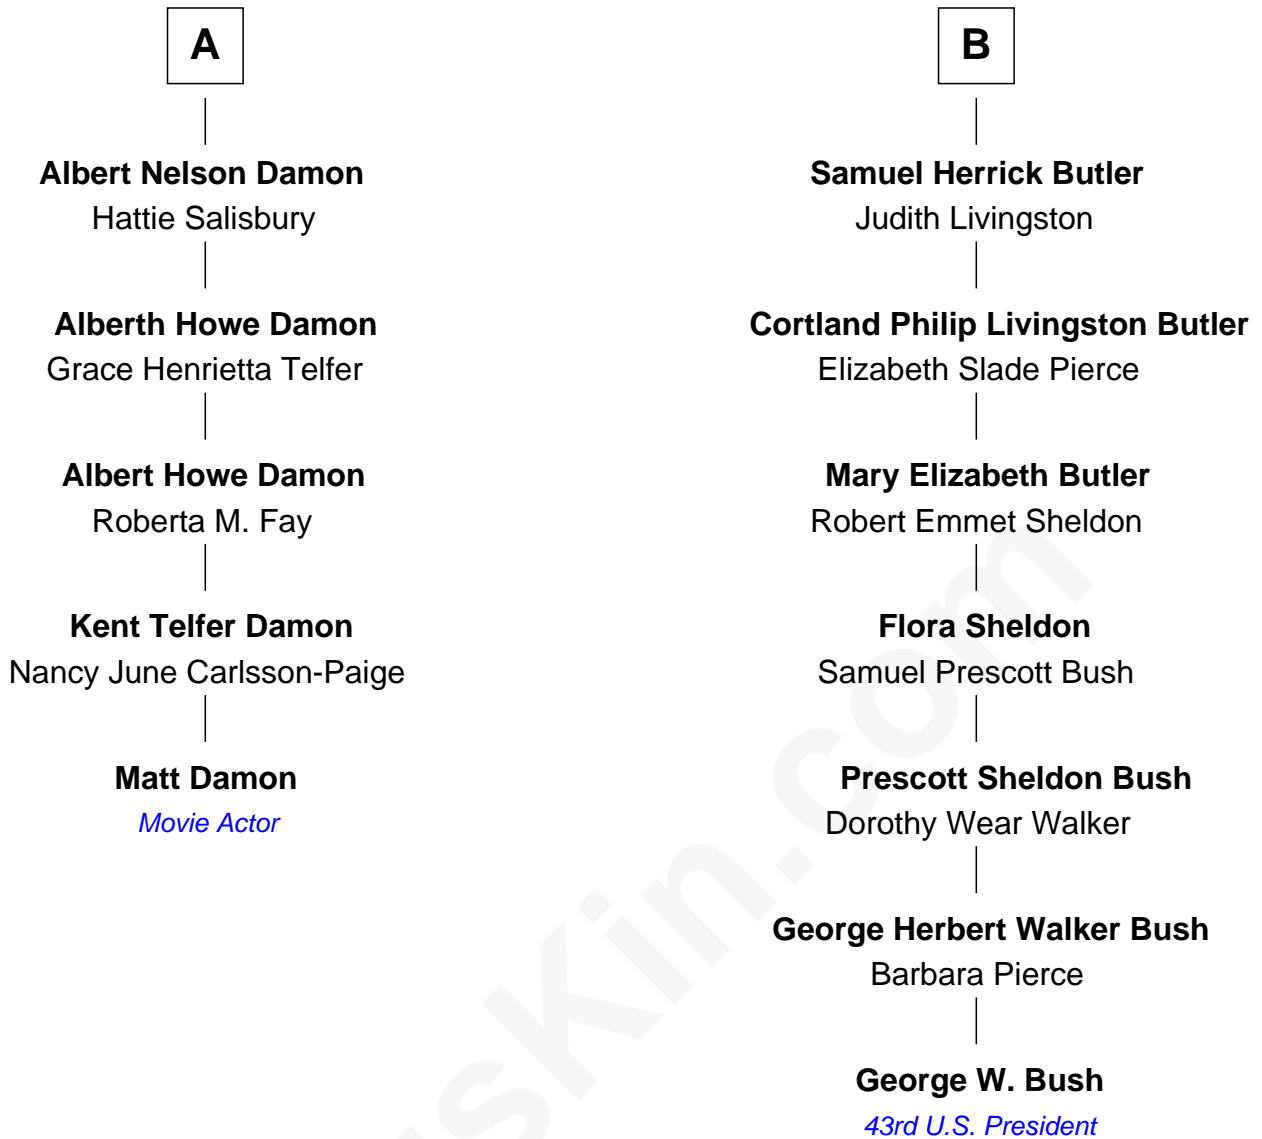 A
Albert Nelson Damon
Hattie Salisbury
Alberth Howe Damon
Grace Henrietta Telfer
Albert Howe Damon
Roberta M. Fay
Kent Telfer Damon
Nancy June Carlsson-Paige
Matt Damon
Movie Actor
B
Samuel Herrick Butler
Judith Livingston
Cortland Philip Livingston Butler
Elizabeth Slade Pierce
Mary Elizabeth Butler
Robert Emmet Sheldon
Flora Sheldon
Samuel Prescott Bush
Prescott Sheldon Bush
Dorothy Wear Walker
George Herbert Walker Bush
Barbara Pierce
George W. Bush
43rd U.S. President
sKin.com